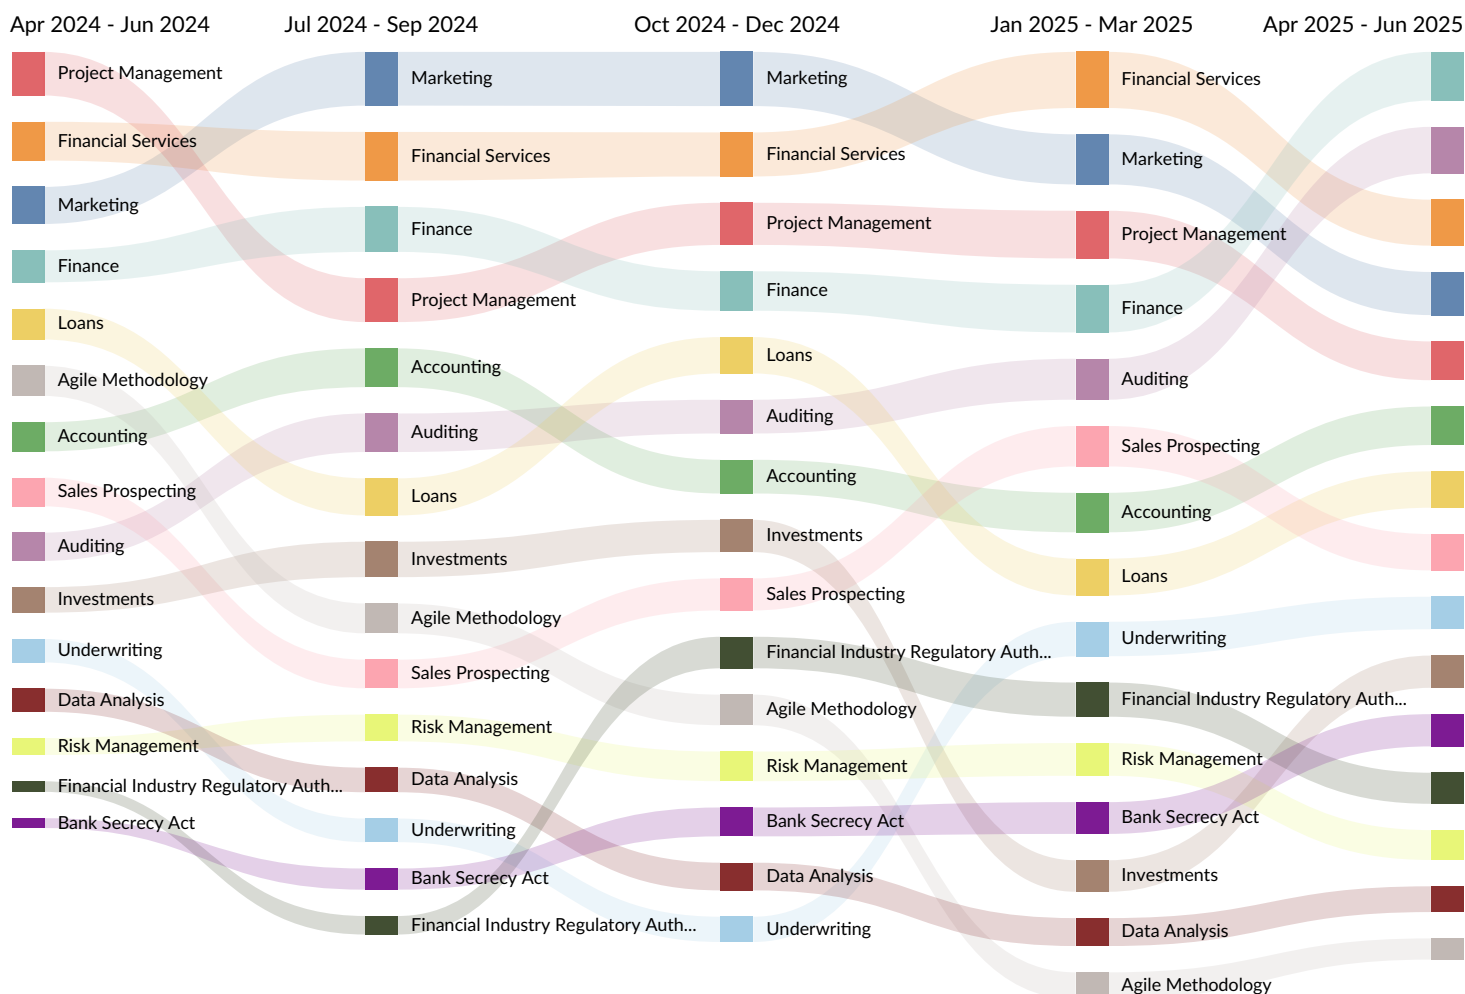 Apr 2024 - Jun 2024
Jul 2024 - Sep 2024
Oct 2024 - Dec 2024
Jan 2025 - Mar 2025
Apr 2025 - Jun 2025
Project Management
Financial Services
Marketing
Finance
Loans
Agile Methodology
Accounting
Sales Prospecting
Auditing
Investments
Underwriting
Data Analysis
Risk Management
Financial Industry Regulatory Auth...
Bank Secrecy Act
Marketing
Financial Services
Finance
Project Management
Accounting
Auditing
Loans
Investments
Agile Methodology
Sales Prospecting
Risk Management
Data Analysis
Underwriting
Bank Secrecy Act
Financial Industry Regulatory Auth...
Marketing
Financial Services
Project Management
Finance
Loans
Auditing
Accounting
Investments
Sales Prospecting
Financial Industry Regulatory Auth...
Agile Methodology
Risk Management
Bank Secrecy Act
Data Analysis
Underwriting
Financial Services
Marketing
Project Management
Finance
Auditing
Sales Prospecting
Accounting
Loans
Underwriting
Financial Industry Regulatory Auth...
Risk Management
Bank Secrecy Act
Investments
Data Analysis
Agile Methodology